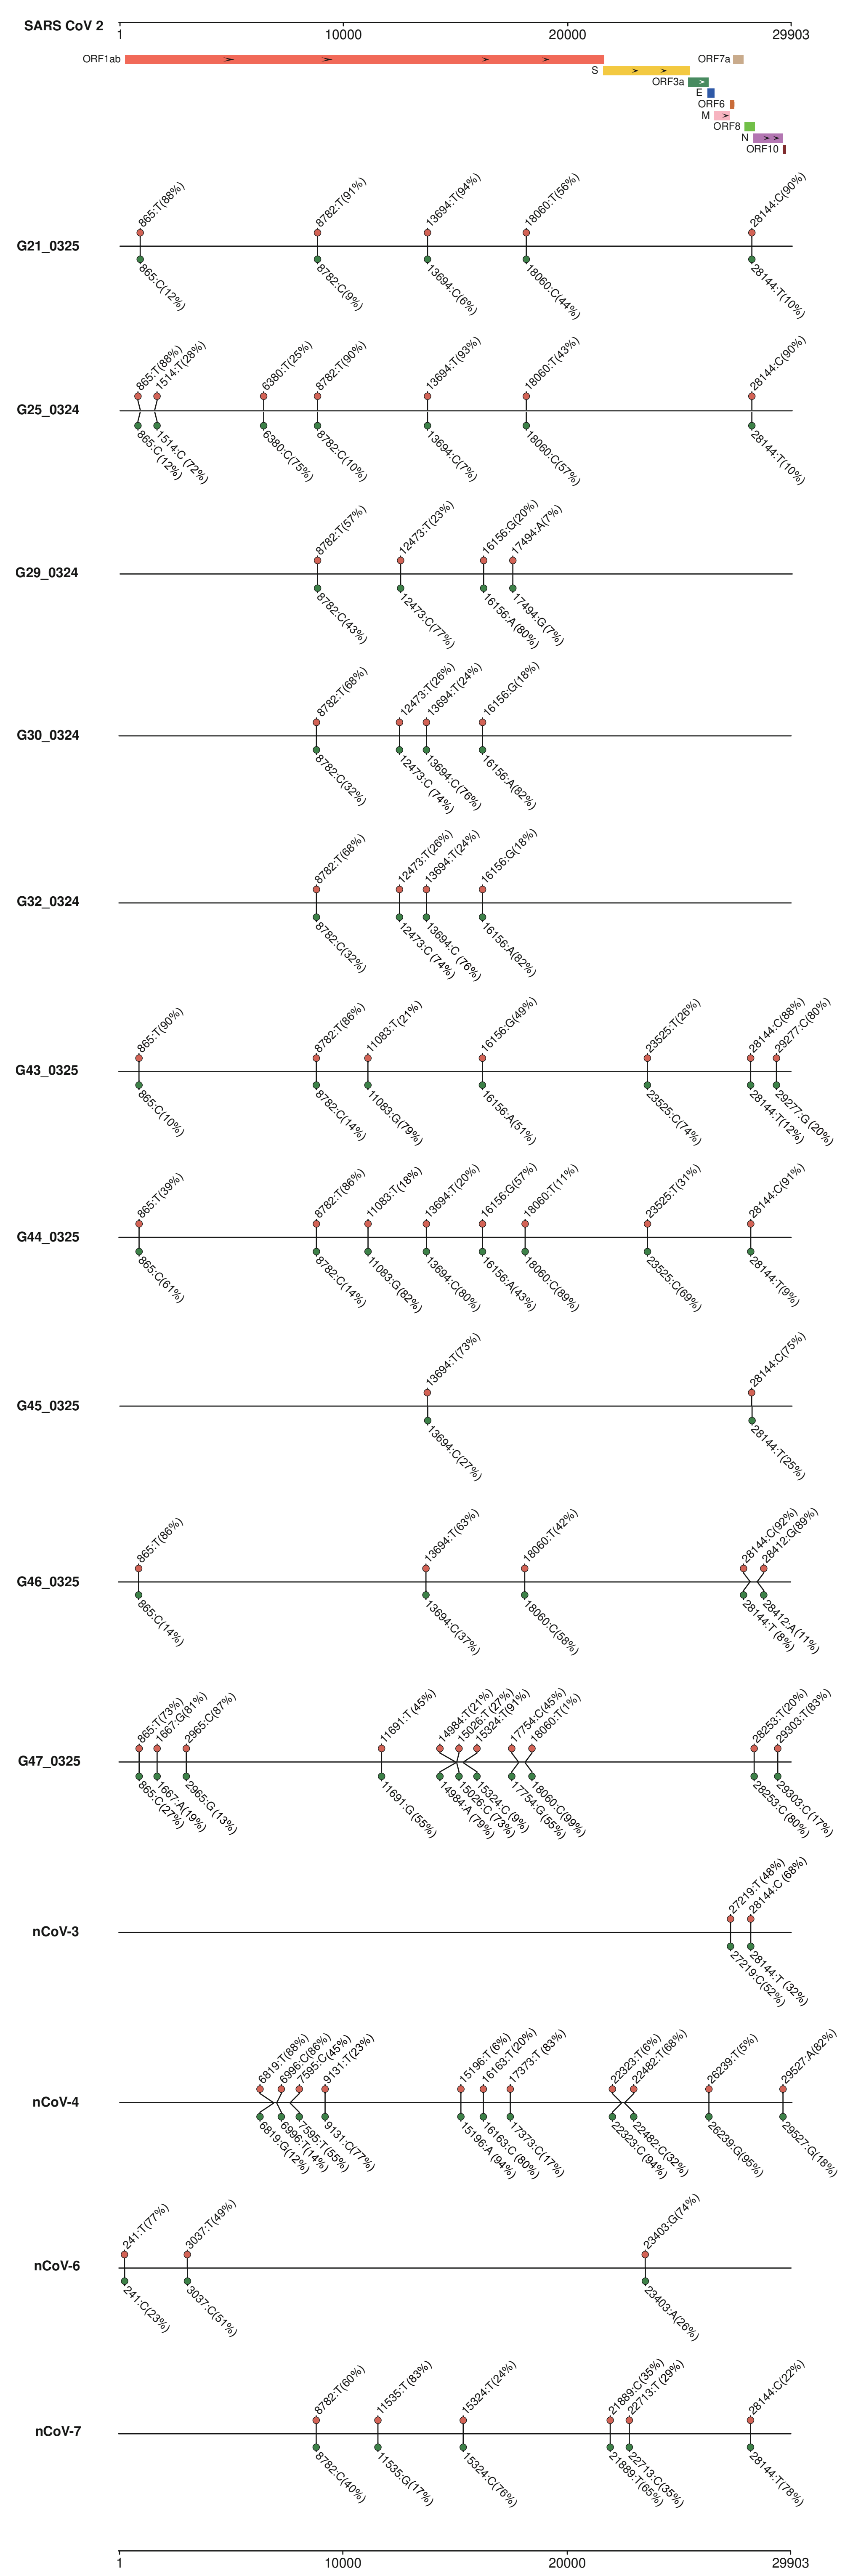 SARS CoV 2
1
10000
20000
29903
ORF1ab
ORF7a
S
ORF3a
E
ORF6
M
ORF8
N
ORF10
865:T(88%)
8782:T(91%)
13694:T(94%)
18060:T(56%)
28144:C(90%)
G21_0325
865:C(12%)
8782:C(9%)
13694:C(6%)
18060:C(44%)
28144:T(10%)
865:T(88%)
1514:T(28%)
6380:T(25%)
8782:T(90%)
13694:T(93%)
18060:T(43%)
28144:C(90%)
G25_0324
865:C(12%)
1514:C (72%)
6380:C(75%)
8782:C(10%)
13694:C(7%)
18060:C(57%)
28144:T(10%)
8782:T(57%)
12473:T(23%)
16156:G(20%)
17494:A(7%)
G29_0324
8782:C(43%)
12473:C(77%)
16156:A(80%)
17494:G(7%)
8782:T(68%)
12473:T(26%)
13694:T(24%)
16156:G(18%)
G30_0324
8782:C(32%)
12473:C (74%)
13694:C(76%)
16156:A(82%)
8782:T(68%)
12473:T(26%)
13694:T(24%)
16156:G(18%)
G32_0324
8782:C(32%)
12473:C (74%)
13694:C (76%)
16156:A(82%)
865:T(90%)
8782:T(86%)
11083:T(21%)
16156:G(49%)
23525:T(26%)
28144:C(88%)
29277:C(80%)
G43_0325
865:C(10%)
8782:C(14%)
11083:G(79%)
16156:A(51%)
23525:C(74%)
28144:T(12%)
29277:G (20%)
865:T(39%)
8782:T(86%)
11083:T(18%)
13694:T(20%)
16156:G(57%)
18060:T(11%)
23525:T(31%)
28144:C(91%)
G44_0325
865:C(61%)
8782:C(14%)
11083:G(82%)
13694:C(80%)
16156:A(43%)
18060:C(89%)
23525:C(69%)
28144:T(9%)
13694:T(73%)
28144:C(75%)
G45_0325
13694:C(27%)
28144:T(25%)
865:T(86%)
13694:T(63%)
18060:T(42%)
28144:C(92%)
28412:G(89%)
G46_0325
865:C(14%)
13694:C(37%)
18060:C(58%)
28144:T (8%)
28412:A(11%)
865:T(73%)
1667:G(81%)
2965:C(87%)
11691:T (45%)
14984:T(21%)
15026:T(27%)
15324:T(91%)
17754:C(45%)
18060:T(1%)
28253:T(20%)
29303:T(83%)
G47_0325
865:C(27%)
1667:A(19%)
2965:G (13%)
11691:G (55%)
14984:A (79%)
15026:C (73%)
15324:C (9%)
17754:G(55%)
18060:C(99%)
28253:C (80%)
29303:C(17%)
27219:T (48%)
28144:C (68%)
nCoV-3
27219:C(52%)
28144:T (32%)
6819:T(88%)
6996:C(86%)
7595:C(45%)
9131:T(23%)
15196:T(6%)
16163:T(20%)
17373:T (83%)
22323:T(6%)
22482:T(68%)
26239:T(5%)
29527:A(82%)
nCoV-4
6819:G(12%)
6996:T(14%)
7595:T(55%)
9131:C(77%)
15196:A (94%)
16163:C (80%)
17373:C(17%)
22323:C (94%)
22482:C(32%)
26239:G(95%)
29527:G(18%)
241:T(77%)
3037:T(49%)
23403:G(74%)
nCoV-6
241:C(23%)
3037:C(51%)
23403:A(26%)
8782:T(60%)
11535:T(83%)
15324:T(24%)
21889:C(35%)
22713:T(29%)
28144:C(22%)
nCoV-7
8782:C(40%)
11535:G(17%)
15324:C(76%)
21889:T(65%)
22713:C(35%)
28144:T(78%)
1
10000
20000
29903